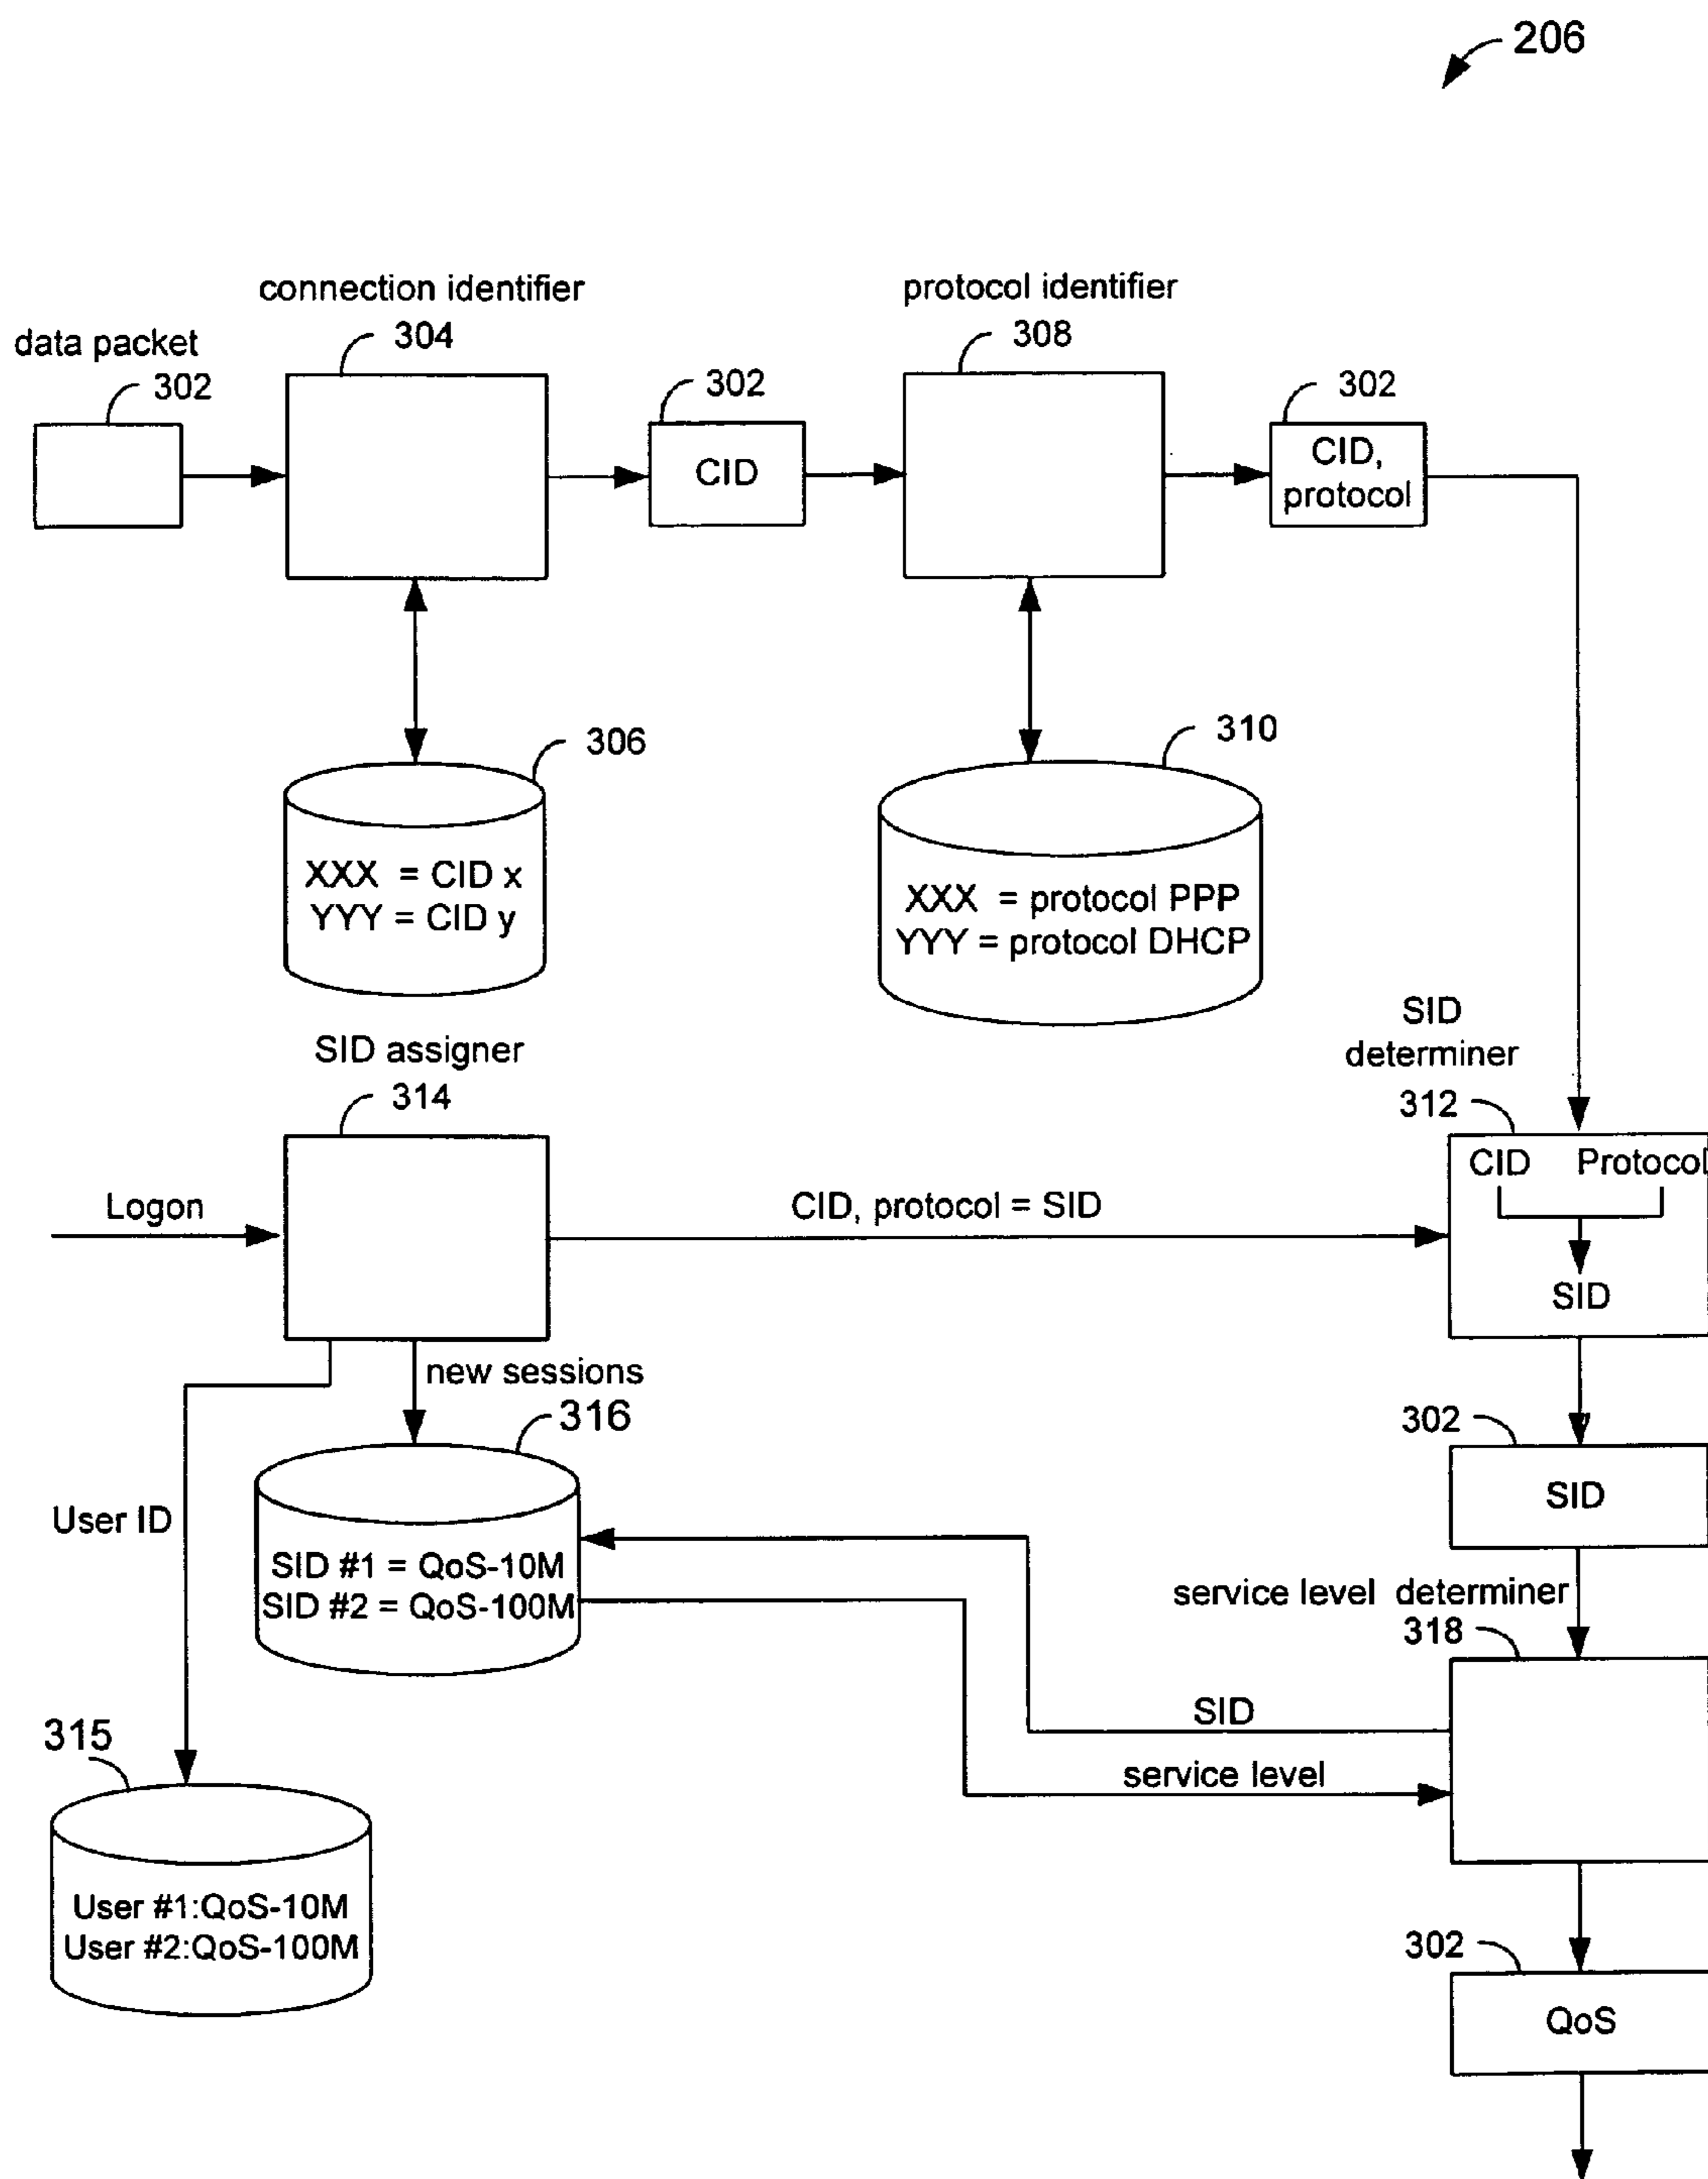 206
connection identifier
304
protocol identifier
308
data packet
302
302
302
CID
CID,
protocol
306
310
XXX = CID x
YYY = CID y
XXX = protocol PPP
YYY = protocol DHCP
SID assigner
314
SID
determiner
312
Logon
CID, protocol = SID
CID Protocol
SID
new sessions
316
302
SID
User ID
SID #1 = QoS-10M
SID #2 = QoS-100M
service level determiner
318
SID
service level
315
User #1:QoS-10M
User #2:QoS-100M
302
QoS